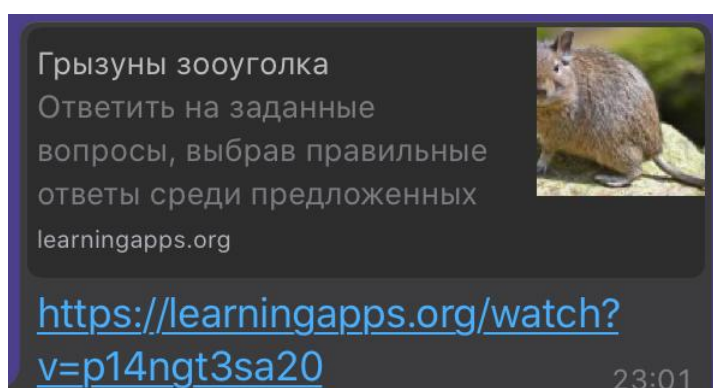 Грызуны зооуголка
Ответить на заданные
вопросы, выбрав правильные
ответы среди предложенных
learningapps.org
https://learningapps.org/watch?
v=p14ngt3sa20
23:01